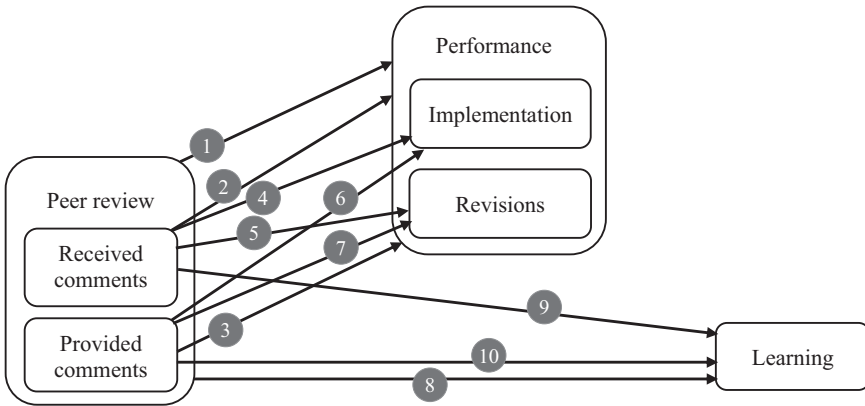 Performance
Implementation
1
Peer review
2
4
6
Revisions
5
7
Received
comments
9
3
Provided
comments
10
Learning
8